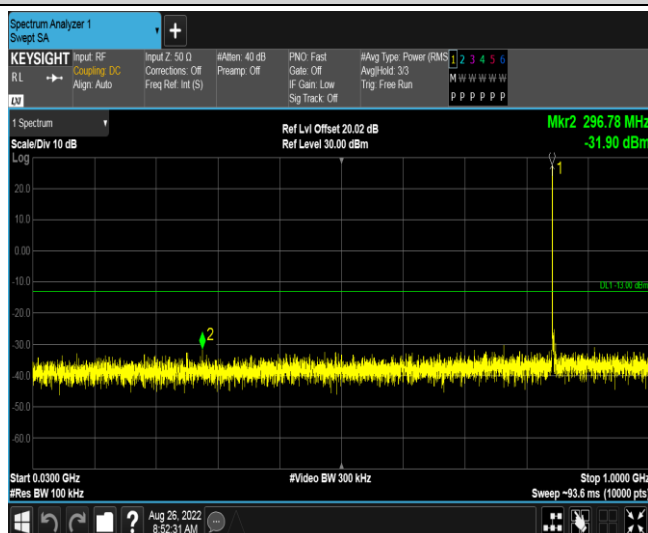 Spectrum Analyzer 1
Swept SA
+
KEYSIGHT
RL
LXI
Input: RF
Coupling: DC
Align: Auto
Input Z: 50 Ω
Corrections: Off
Freq Ref: Int (S)
#Atten: 40 dB
Preamp: Off
PNO: Fast
Gate: Off
IF Gain: Low
Sig Track: Off
#Avg Type: Power (RMS
Avg|Hold: 3/3
Trig: Free Run
1 2 3 4 5 6
M W W W W W
P P P P P P
1 Spectrum
Scale/Div 10 dB
Ref Lvl Offset 20.02 dB
Ref Level 30.00 dBm
Mkr2 296.78 MHz
-31.90 dBm
Log
1
20.0
10.0
0.00
-10.0
DL1 -13.00 dBm
2
-20.0
-30.0
-40.0
-50.0
-60.0
Start 0.0300 GHz
#Video BW 300 kHz
Stop 1.0000 GHz
#Res BW 100 kHz
Sweep ~93.6 ms (10000 pts)
?
Aug 26, 2022
8:52:31 AM